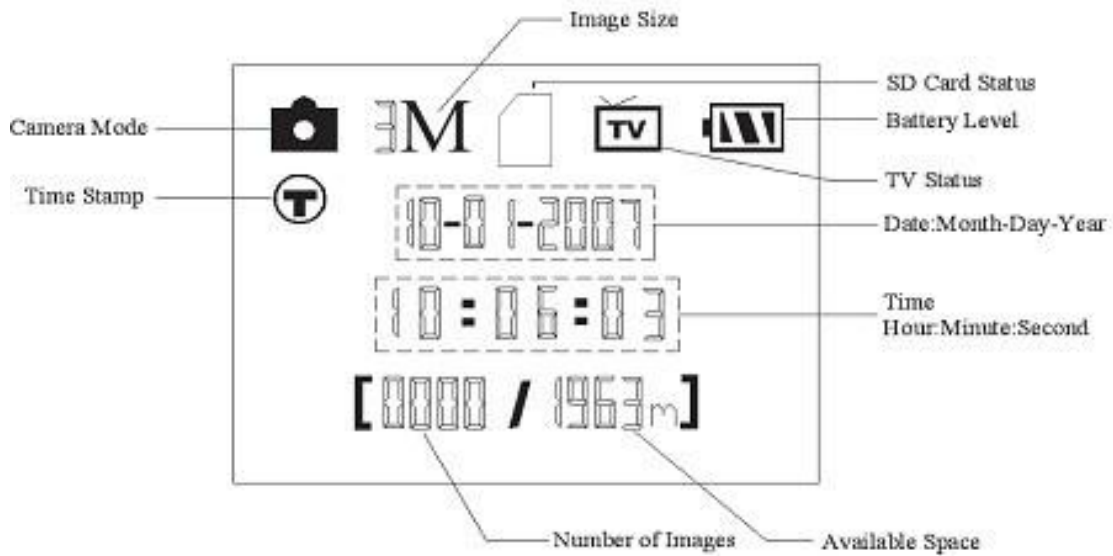 Image Size
SD Card Status
Camera Mode
3M
TV
Battery Level
TV Status
Time Stamp
T
10-01-2007
Date:Month-Day-Year
10:06:03
Time
Hour:Minute:Second
[0000/1963m]
Number of Images
Available Space